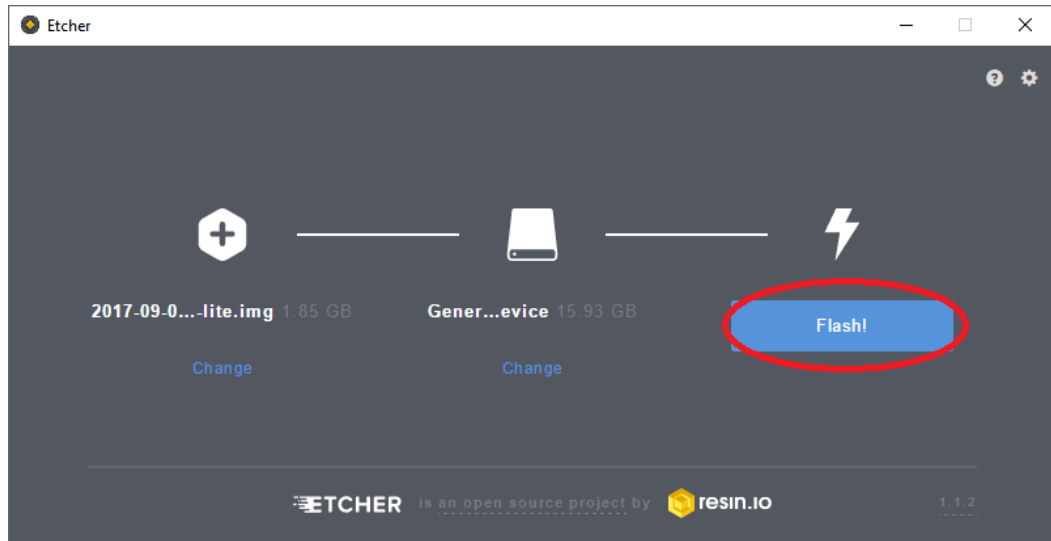 Etcher
2017-09-0...-lite.img 1.85 GB
Change
Gener...evice 15.93 GB
Change
Flash!
ETCHER is an open source project by resin.io 1.1.2